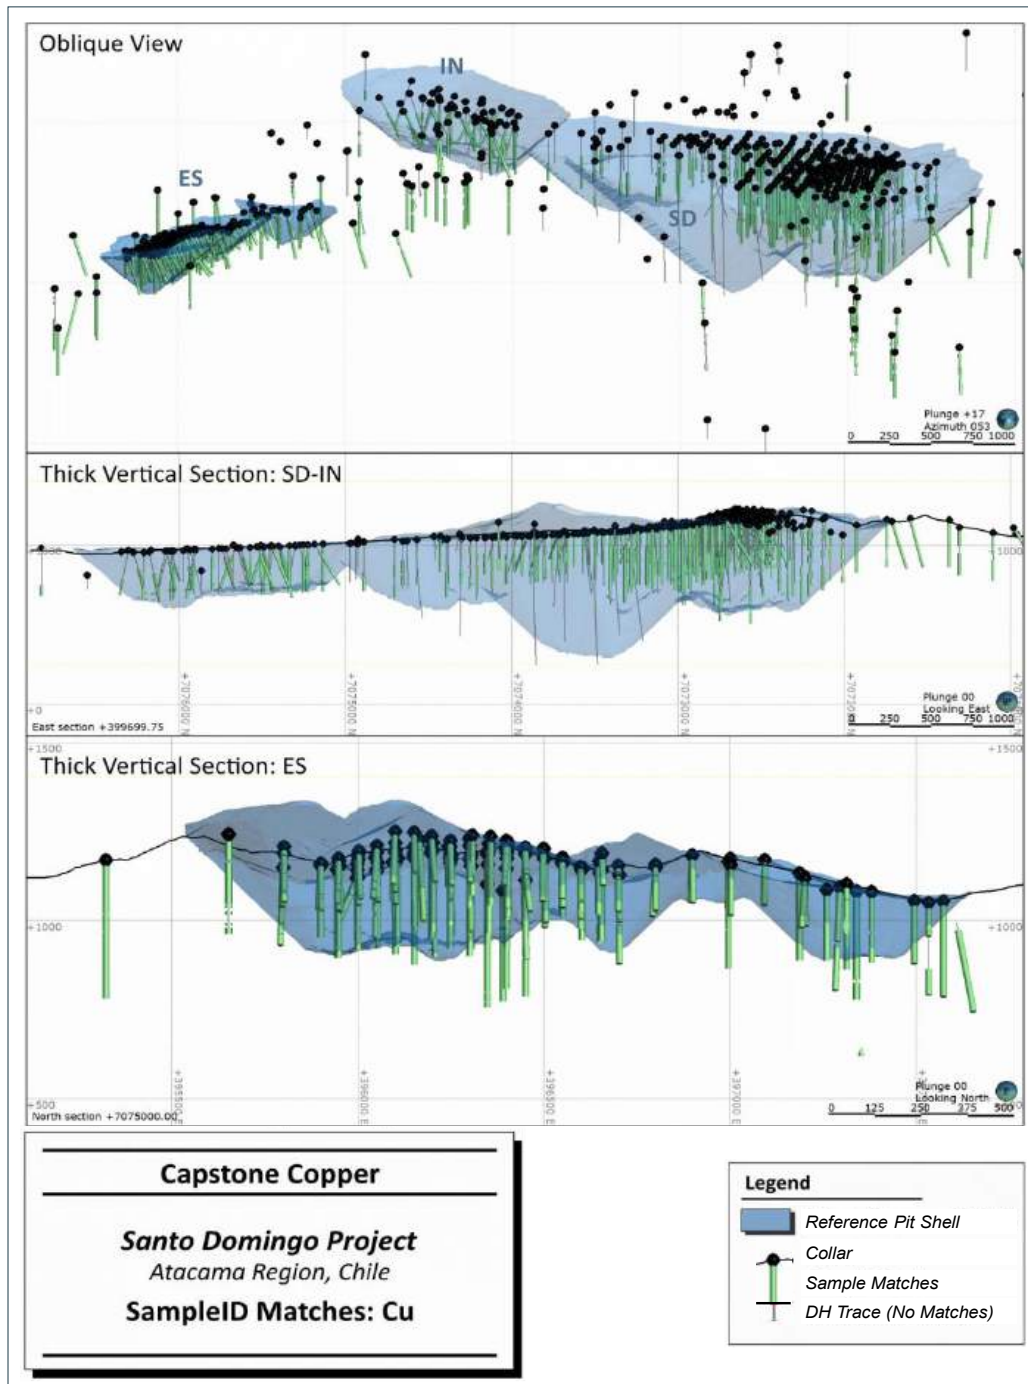 Oblique View
IN
ES
SD
Plunge +17
Azimuth 053
0 250 500 750 1000
Thick Vertical Section: SD-IN
+0
+7076000 N
+7075000 N
+7074000 N
+7073000 N
+7072000 N
East section +399699.75
Plunge 00
Looking East
0 250 500 750 1000
+1500
+1500
Thick Vertical Section: ES
+1000
+1000
+500
North section +7075000.00
Plunge 00
Looking North
0 125 250 375 500
Capstone Copper
Santo Domingo Project
Atacama Region, Chile
SampleID Matches: Cu
Legend
Reference Pit Shell
Collar
Sample Matches
DH Trace (No Matches)